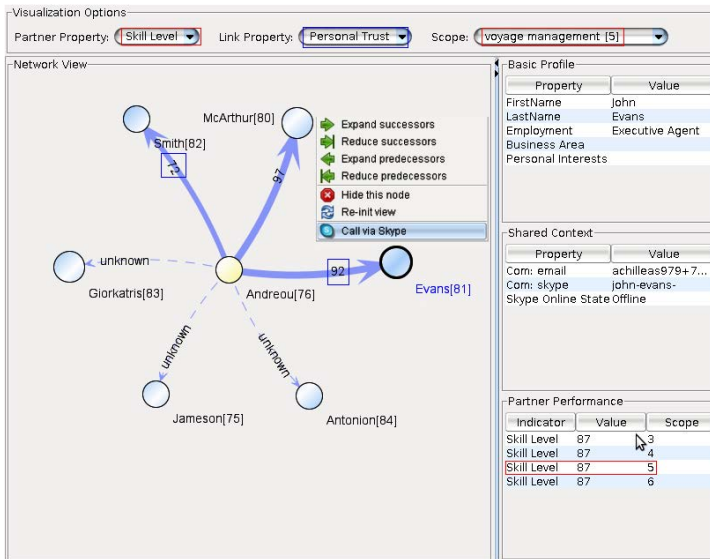 Visualization Options
Partner Property: Skill Level Link Property: Personal Trust Scope: voyage management [5]
Network View
McArthur[80]
Smith[82]
72
97
Expand successors
Reduce successors
Expand predecessors
Reduce predecessors
Hide this node
Re-init view
Call via Skype
unknown
Giorkatris[83]
Andreou[76]
92
Evans[81]
unknown
unknown
Jameson[75]
Antonion[84]
Basic Profile
Property Value
FirstName John
LastName Evans
Employment Executive Agent
Business Area
Personal Interests
Shared Context
Property Value
Com: email achilleas979+7...
Com: skype john-evans-
Skype Online State Offline
Partner Performance
Indicator Value Scope
Skill Level 87 3
Skill Level 87 4
Skill Level 87 5
Skill Level 87 6